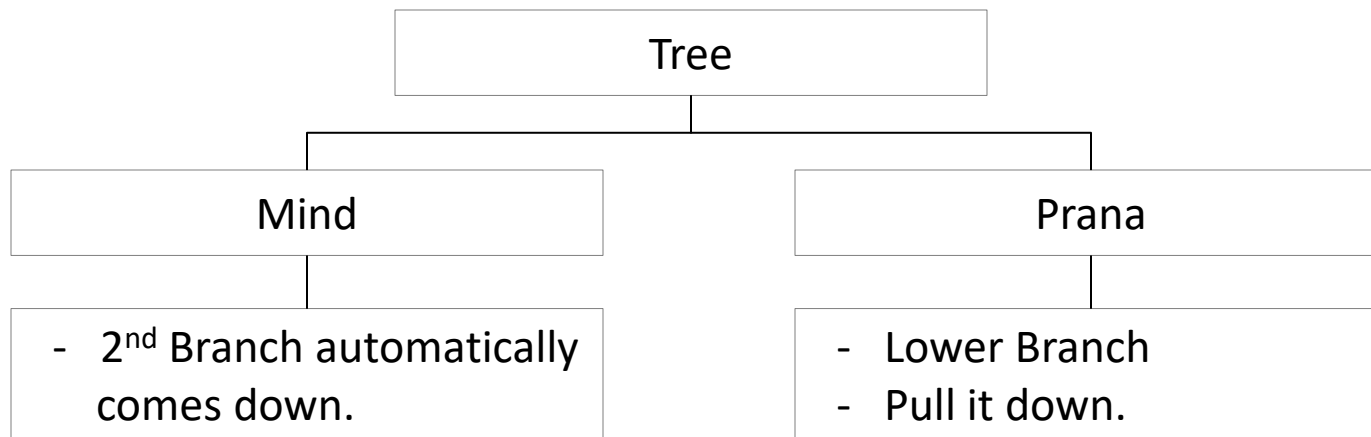 Tree
Mind
Prana
- 2nd Branch automatically
comes down.
- Lower Branch
- Pull it down.